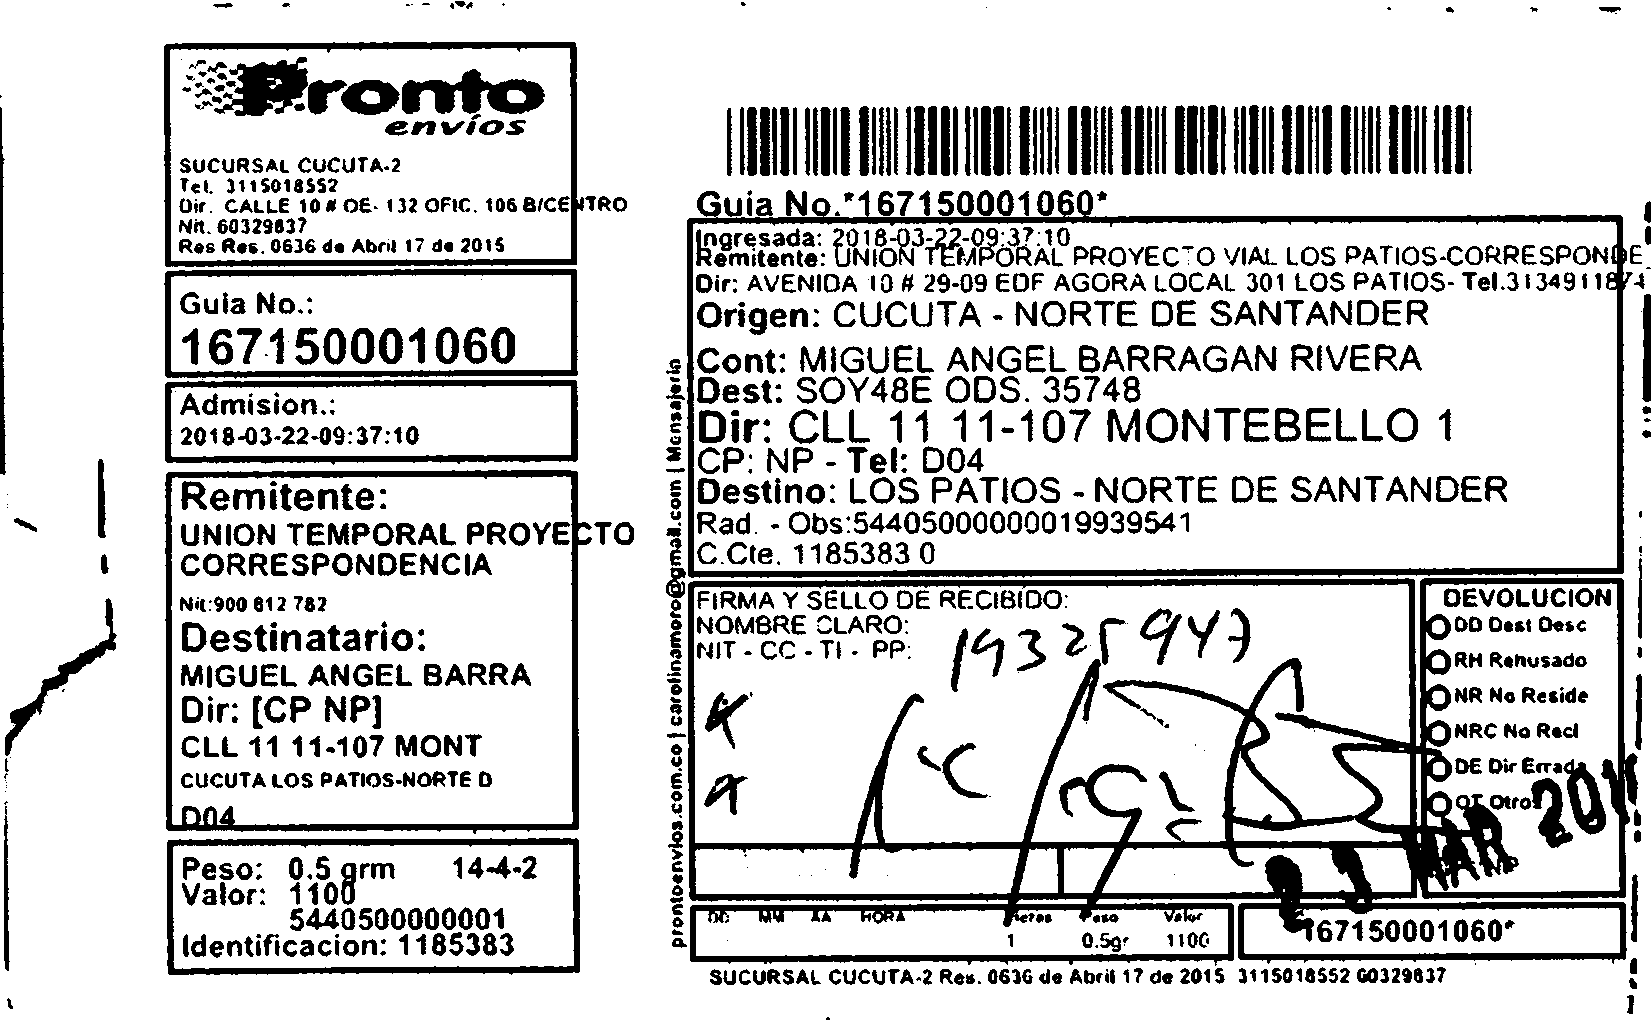 Pronto
envíos
SUCURSAL CUCUTA-2
Tel. 3115018552
Dir. CALLE 10 # OE- 132 OFIC. 106 B/CENTRO
Nit. 60329837
Res Res. 0636 de Abril 17 de 2015
Guia No.:
167150001060
Admision.:
2018-03-22-09:37:10
Remitente:
UNION TEMPORAL PROYECTO
CORRESPONDENCIA
Nit:900 812 782
Destinatario:
MIGUEL ANGEL BARRA
Dir: [CP NP]
CLL 11 11-107 MONT
CUCUTA LOS PATIOS-NORTE D
D04
Peso: 0.5 grm 14-4-2
Valor: 1100
5440500000001
Identificacion: 1185383
prontoenvios.com.co | carolinamoro@gmail.com | Mensajeria
Guia No.*167150001060*
Ingresada: 2018-03-22-09:37:10
Remitente: UNION TEMPORAL PROYECTO VIAL LOS PATIOS-CORRESPONDE
Dir: AVENIDA 10 # 29-09 EDF AGORA LOCAL 301 LOS PATIOS- Tel.3134911874
Origen: CUCUTA - NORTE DE SANTANDER
Cont: MIGUEL ANGEL BARRAGAN RIVERA
Dest: SOY48E ODS. 35748
Dir: CLL 11 11-107 MONTEBELLO 1
CP: NP - Tel: D04
Destino: LOS PATIOS - NORTE DE SANTANDER
Rad. - Obs:54405000000019939541
C.Cte. 1185383 0
FIRMA Y SELLO DE RECIBIDO:
NOMBRE CLARO:
NIT - CC - TI - PP:
19325947
DEVOLUCION
DD Dest Desc
RH Rehusado
NR No Reside
NRC No Recl
DE Dir Errada
OT Otro
MAR
DD MM AA HORA Piezas Peso Valor
1 0.5gr 1100
*167150001060*
SUCURSAL CUCUTA-2 Res. 0636 de Abril 17 de 2015 3115018552 60329837